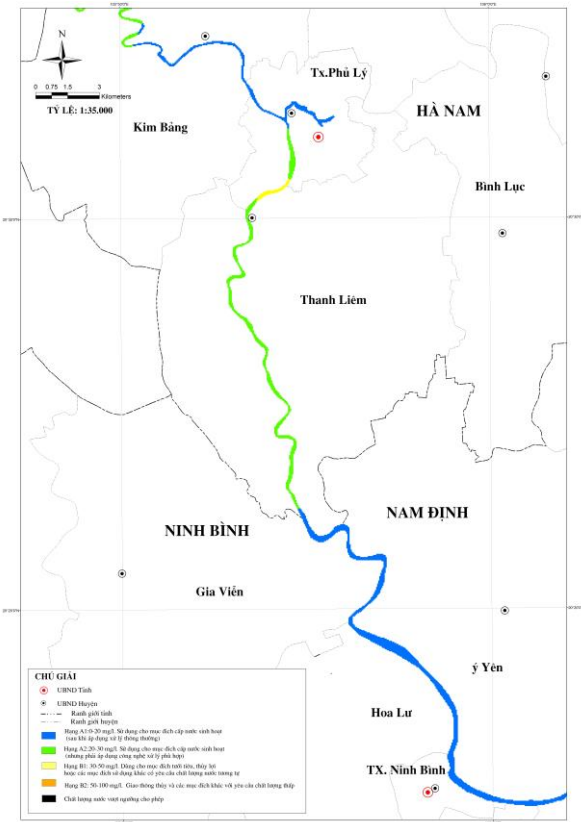 N
0 0.75 1.5 3
Kilometers
TỶ LỆ: 1:35.000
Tx.Phủ Lý
HÀ NAM
Kim Bảng
Bình Lục
Thanh Liêm
NINH BÌNH
NAM ĐỊNH
Gia Viễn
ý Yên
Hoa Lư
TX. Ninh Bình
CHÚ GIẢI
UBND Tỉnh
UBND Huyện
Ranh giới tỉnh
Ranh giới huyện
Hạng A1:0-20 mg/l. Sử dụng cho mục đích cấp nước sinh hoạt
(sau khi áp dụng xử lý thông thường)
Hạng A2:20-30 mg/l. Sử dụng cho mục đích cấp nước sinh hoạt
(nhưng phải áp dụng công nghệ xử lý phù hợp)
Hạng B1: 30-50 mg/l. Dùng cho mục đích tưới tiêu, thủy lợi
hoặc các mục đích sử dụng khác có yêu cầu chất lượng nước tương tự
Hạng B2: 50-100 mg/l. Giao thông thủy và các mục đích khác với yêu cầu chất lượng thấp
Chất lượng nước vượt ngưỡng cho phép